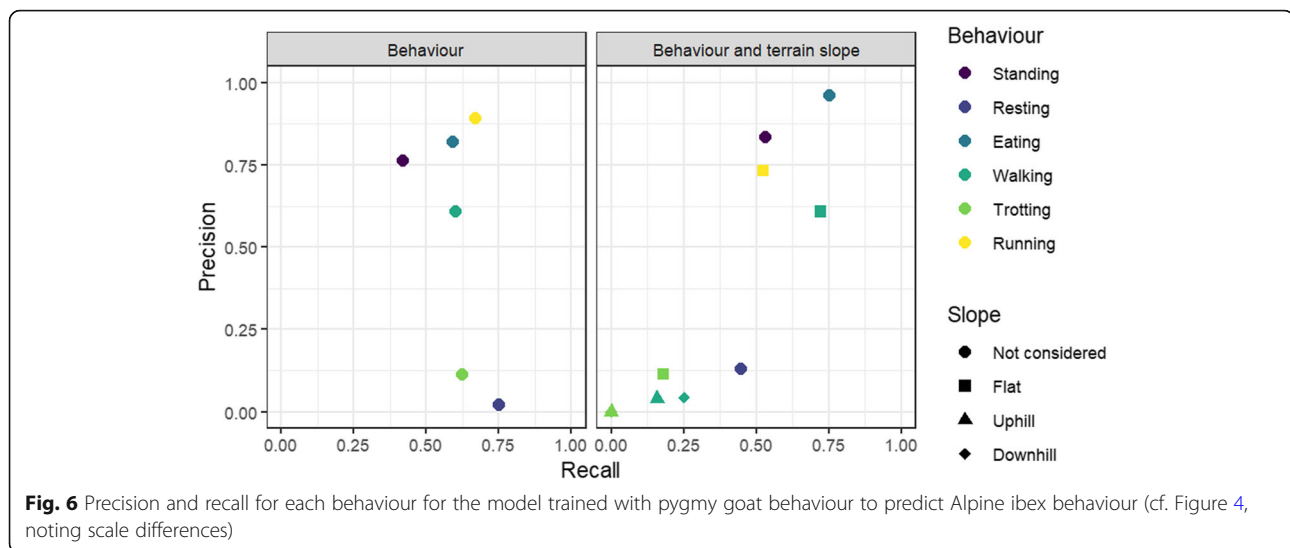 Behaviour
Behaviour and terrain slope
1.00
0.75
0.50
0.25
0.00
Precision
0.00 0.25 0.50 0.75 1.00
0.00 0.25 0.50 0.75 1.00
Recall
Behaviour
Standing
Resting
Eating
Walking
Trotting
Running
Slope
Not considered
Flat
Uphill
Downhill
Fig. 6 Precision and recall for each behaviour for the model trained with pygmy goat behaviour to predict Alpine ibex behaviour (cf. Figure 4,
noting scale differences)